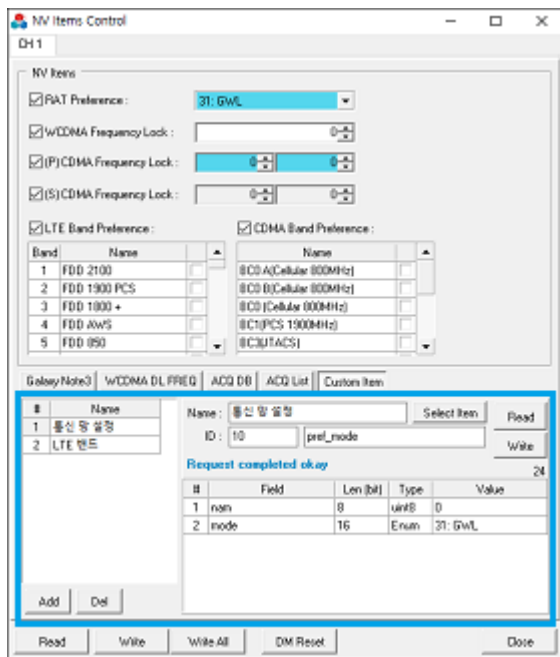 NV Items Control
CH 1
NV Items
RAT Preference : 31: GWL
WCDMA Frequency Lock : 0
(P)CDMA Frequency Lock : 0 0
(S)CDMA Frequency Lock : 0 0
LTE Band Preference : CDMA Band Preference :
Band Name Name
1 FDD 2100 BC0 A(Cellular 800MHz)
2 FDD 1900 PCS BC0 B(Cellular 800MHz)
3 FDD 1800 + BC0 (Cellular 800MHz)
4 FDD AWS BC1(PCS 1900MHz)
5 FDD 850 BC3(JTACS)
Galaxy Note3 WCDMA DL FREQ ACQ DB ACQ List Custom Item
# Name Name : 통신 망 설정 Select Item Read
1 통신 망 설정 ID : 10 pref_mode Write
2 LTE 밴드
Request completed okay 24
# Field Len (bit) Type Value
1 nam 8 uint8 0
2 mode 16 Enum 31: GWL
Add Del
Read Write Write All DM Reset Close